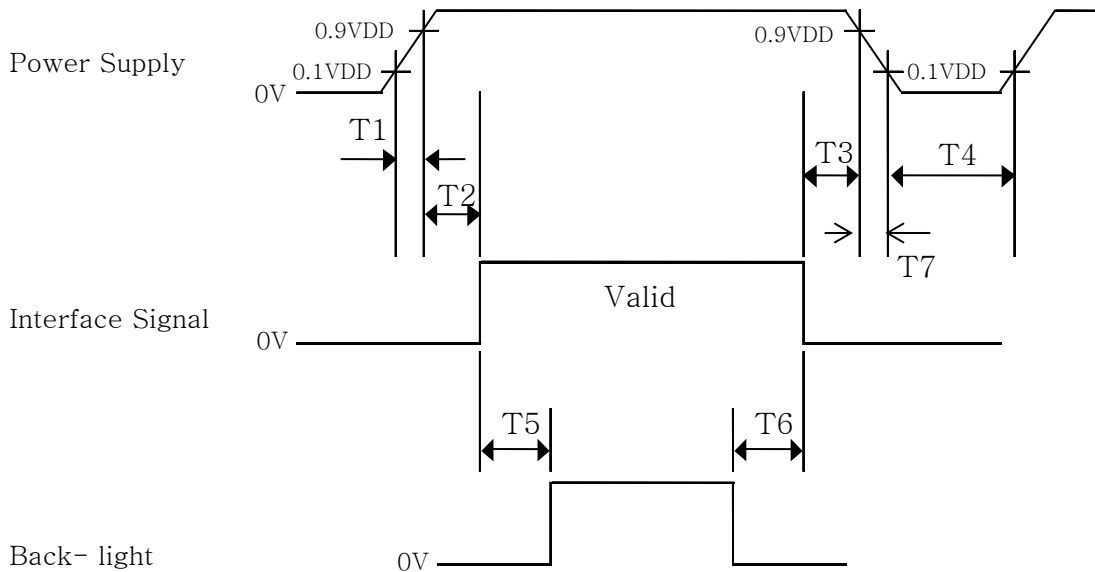 0.9VDD
0.9VDD
Power Supply
0.1VDD
0.1VDD
0V
T1
T3
T4
T2
T7
Valid
Interface Signal
0V
T5
T6
Back- light
0V